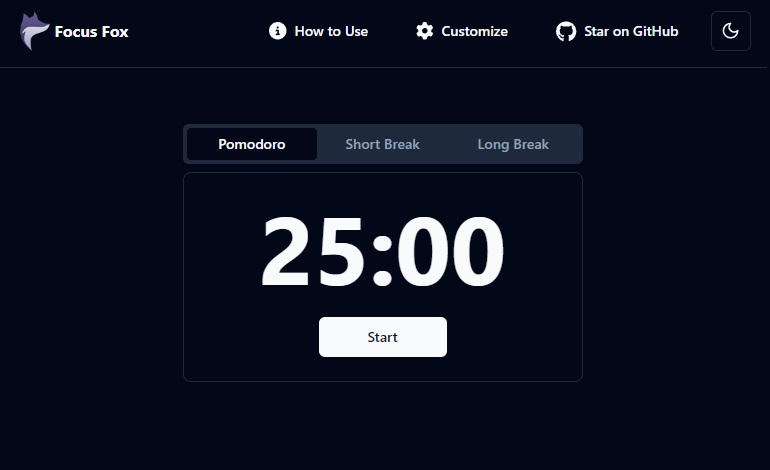 Focus Fox How to Use Customize Star on GitHub
Pomodoro Short Break Long Break
25:00
Start